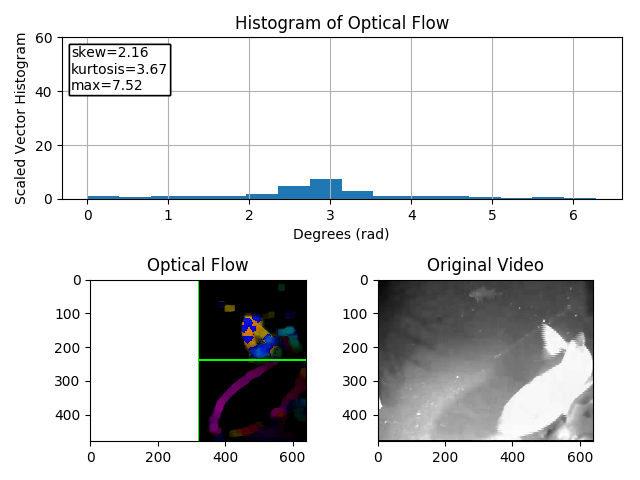 Histogram of Optical Flow
Scaled Vector Histogram
60
40
20
0
skew=2.16
kurtosis=3.67
max=7.52
0 1 2 3 4 5 6
Degrees (rad)
Optical Flow
0
100
200
300
400
0 200 400 600
Original Video
0
100
200
300
400
0 200 400 600